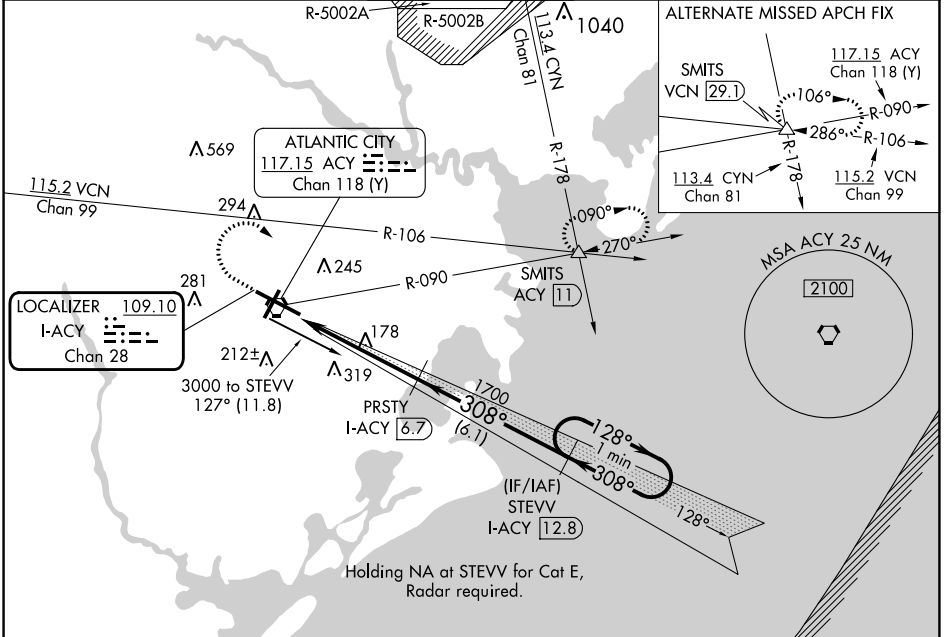 R-5002A
R-5002B
113.4 CYN
Chan 81
1040
R-178
ALTERNATE MISSED APCH FIX
SMITS
VCN 29.1
117.15 ACY
Chan 118 (Y)
106°
R-090
286°
R-106
R-178
113.4 CYN
Chan 81
115.2 VCN
Chan 99
569
ATLANTIC CITY
117.15 ACY
Chan 118 (Y)
115.2 VCN
Chan 99
294
R-106
090°
270°
245
R-090
SMITS
ACY 11
MSA ACY 25 NM
2100
281
LOCALIZER 109.10
I-ACY
Chan 28
178
212±
319
3000 to STEVV
127° (11.8)
PRSTY
I-ACY 6.7
1700
308°
(6.1)
128°
1 min
308°
128°
(IF/IAF)
STEVV
I-ACY 12.8
Holding NA at STEVV for Cat E,
Radar required.